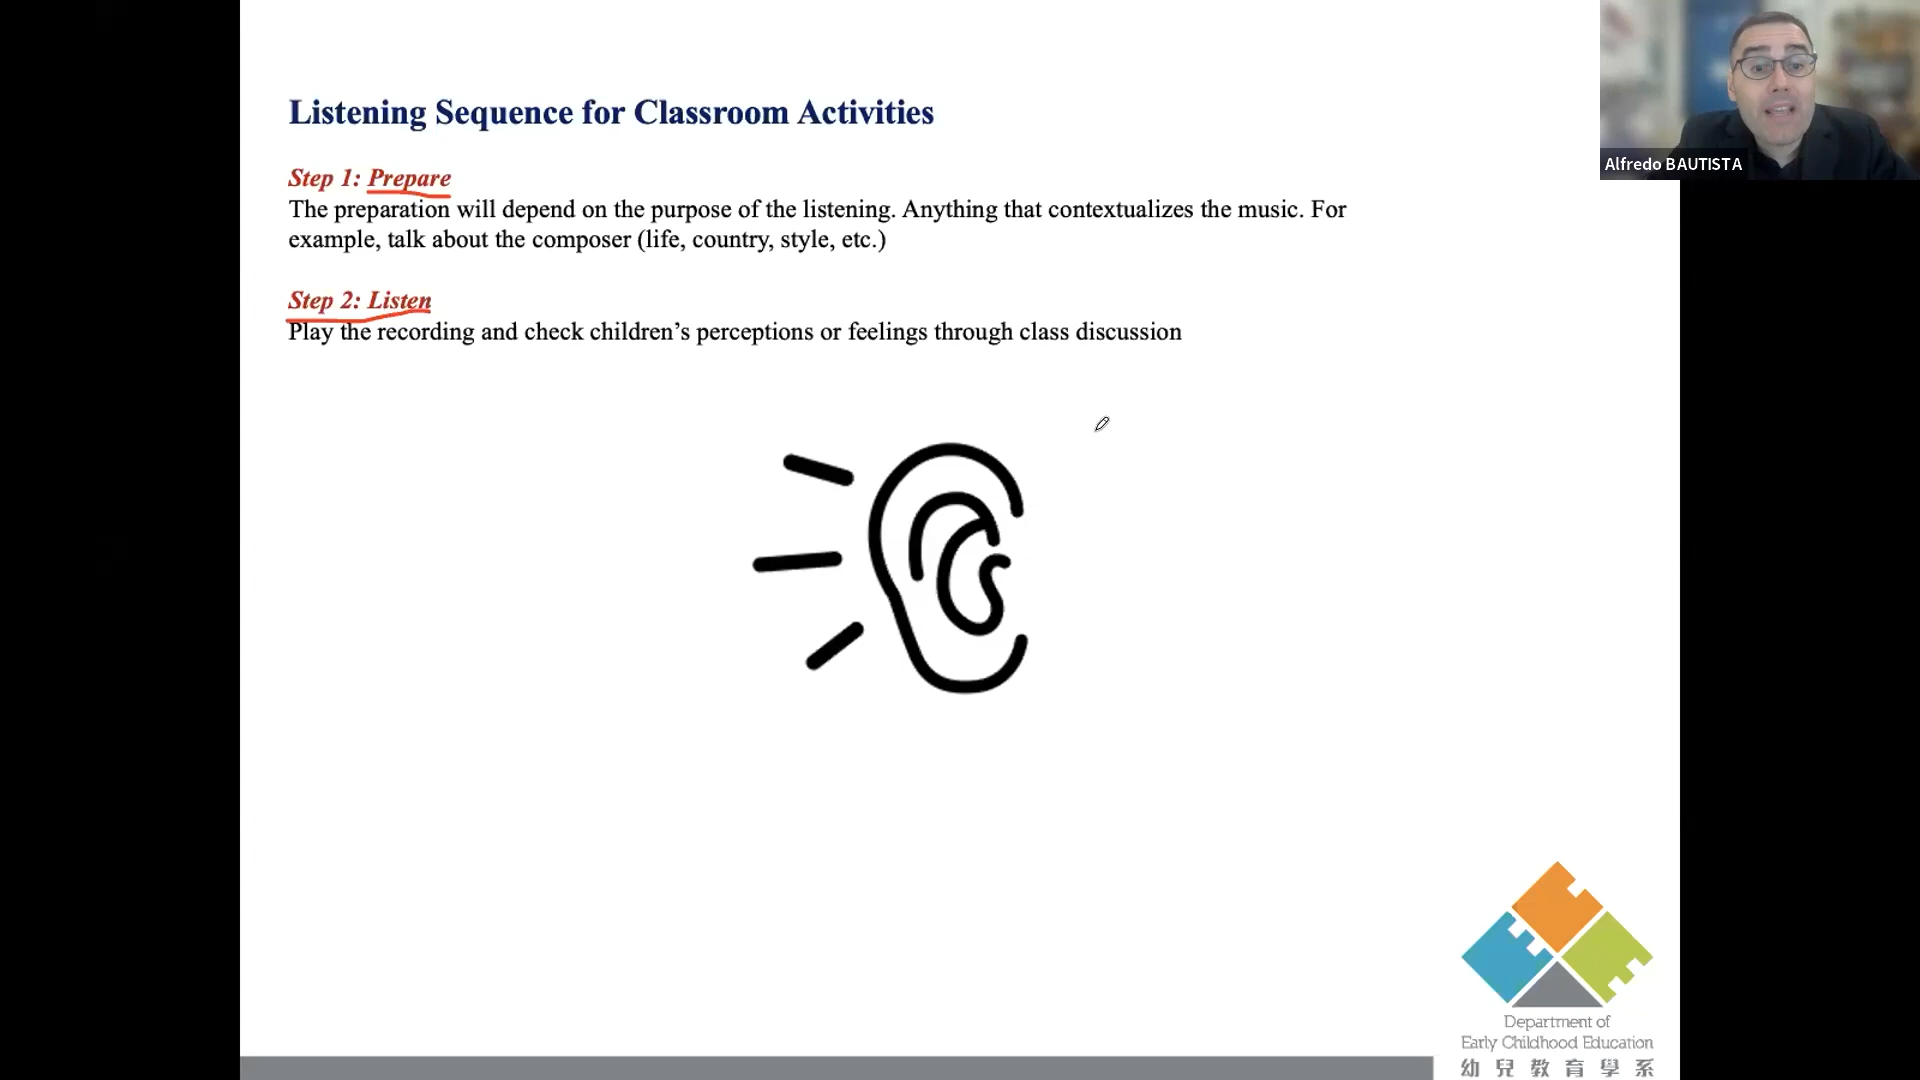 Listening Sequence for Classroom Activities
Step 1: Prepare
The preparation will depend on the purpose of the listening. Anything that contextualizes the music. For
example, talk about the composer (life, country, style, etc.)
Step 2: Listen
Play the recording and check children’s perceptions or feelings through class discussion
Alfredo BAUTISTA
Department of
Early Childhood Education
幼兒教育學系